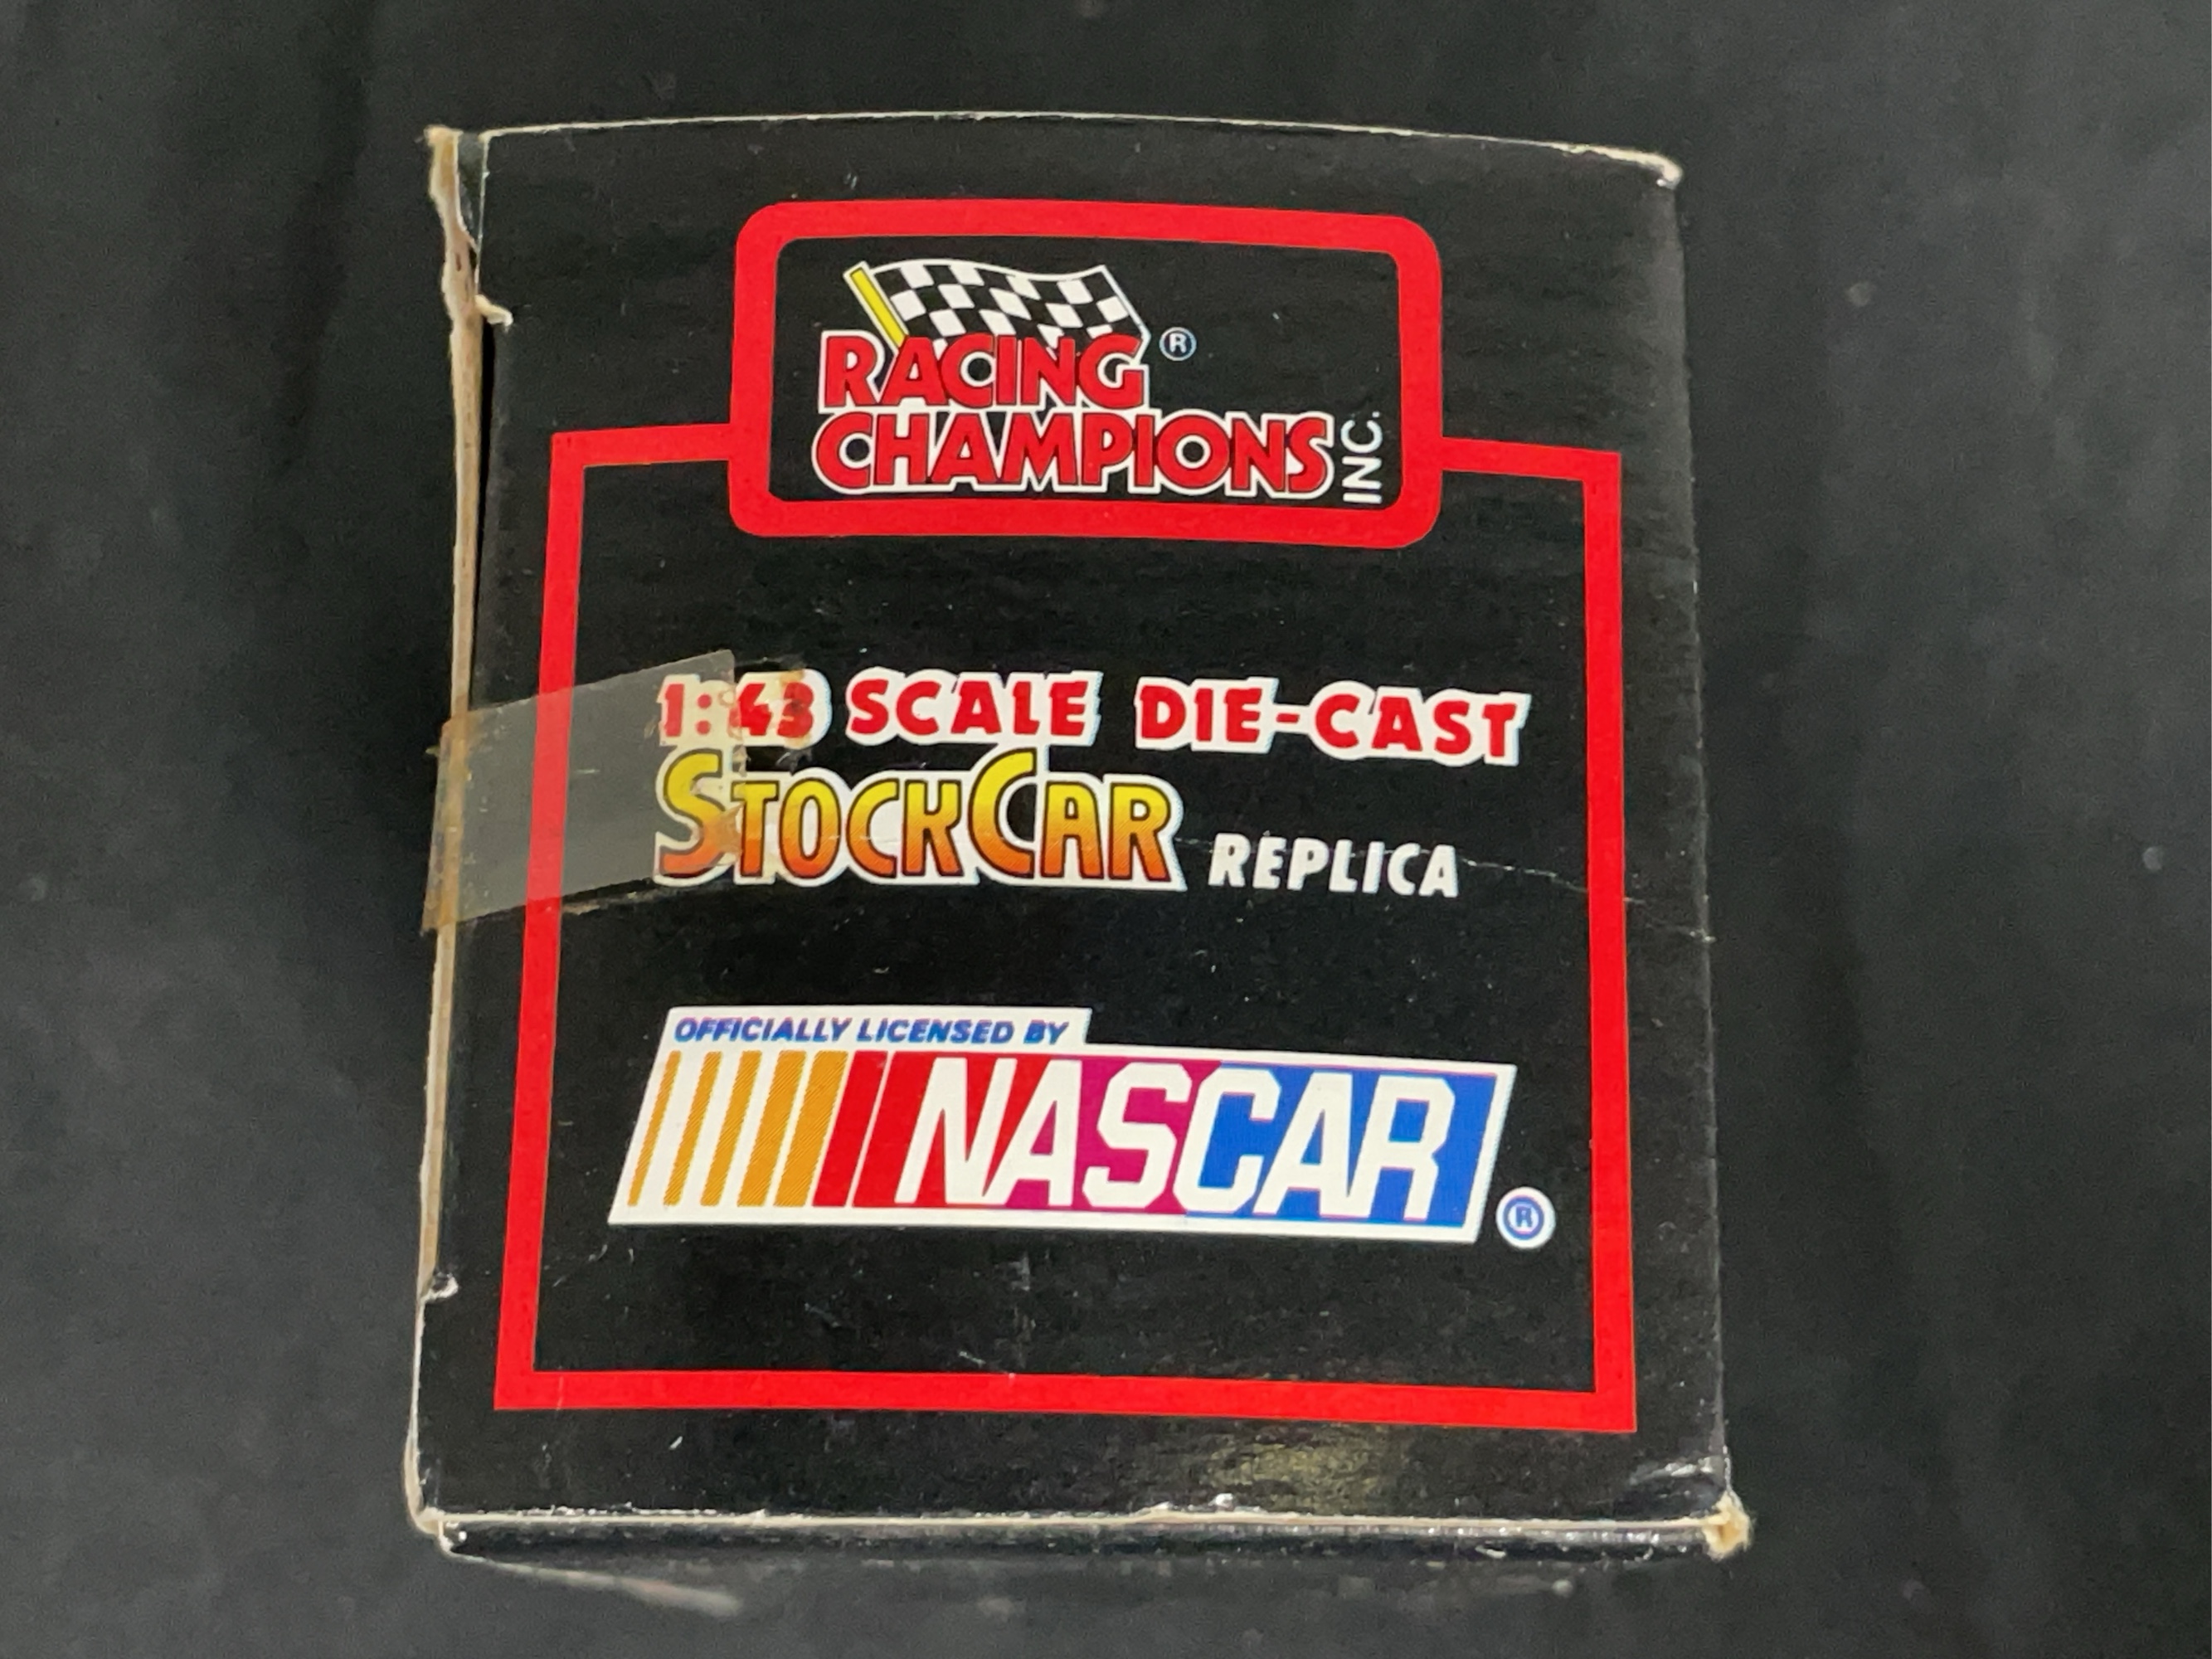 RACING ®
CHAMPIONS INC.
1:43 SCALE DIE-CAST
STOCKCAR REPLICA
OFFICIALLY LICENSED BY
NASCAR ®